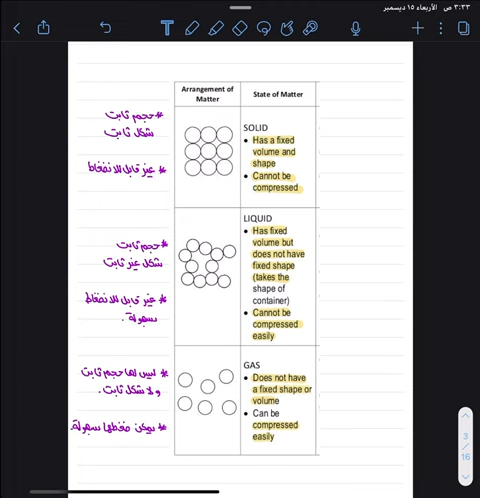 ٣:٣٣ ص الأربعاء ١٥ ديسمبر
Arrangement of
Matter
State of Matter
* حجم ثابت
شكل ثابت
* غير قابل للانضغاط
SOLID
• Has a fixed
volume and
shape
• Cannot be
compressed
* حجم ثابت
شكل غير ثابت
* غير قابل للانضغاط
بسهولة.
LIQUID
• Has fixed
volume but
does not have
fixed shape
(takes the
shape of
container)
• Cannot be
compressed
easily
* ليس لها حجم ثابت
ولا شكل ثابت.
* يمكن ضغطها بسهولة.
GAS
• Does not have
a fixed shape or
volume
• Can be
compressed
easily
3
16